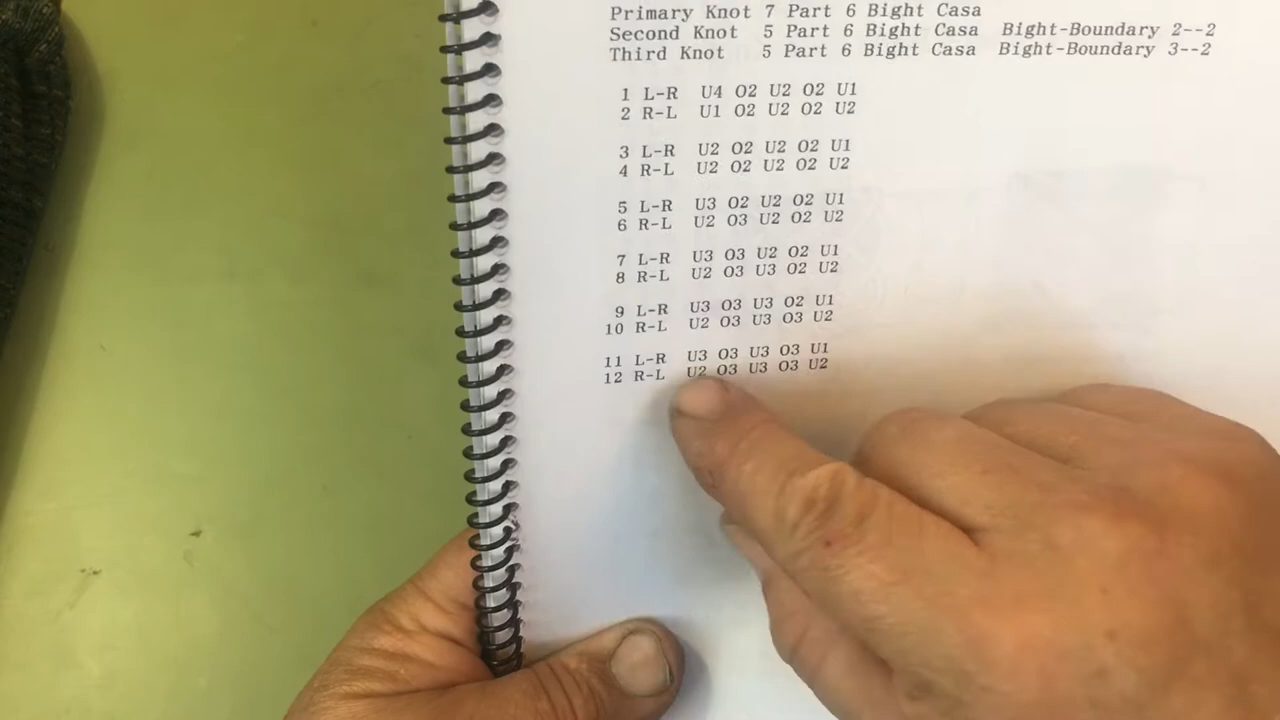 Primary Knot 7 Part 6 Bight Casa
Second Knot 5 Part 6 Bight Casa Bight-Boundary 2--2
Third Knot 5 Part 6 Bight Casa Bight-Boundary 3--2
1 L-R U4 O2 U2 O2 U1
2 R-L U1 O2 U2 O2 U2
3 L-R U2 O2 U2 O2 U1
4 R-L U2 O2 U2 O2 U2
5 L-R U3 O2 U2 O2 U1
6 R-L U2 O3 U2 O2 U2
7 L-R U3 O3 U2 O2 U1
8 R-L U2 O3 U3 O2 U2
9 L-R U3 O3 U3 O2 U1
10 R-L U2 O3 U3 O3 U2
11 L-R U3 O3 U3 O3 U1
12 R-L U2 O3 U3 O3 U2